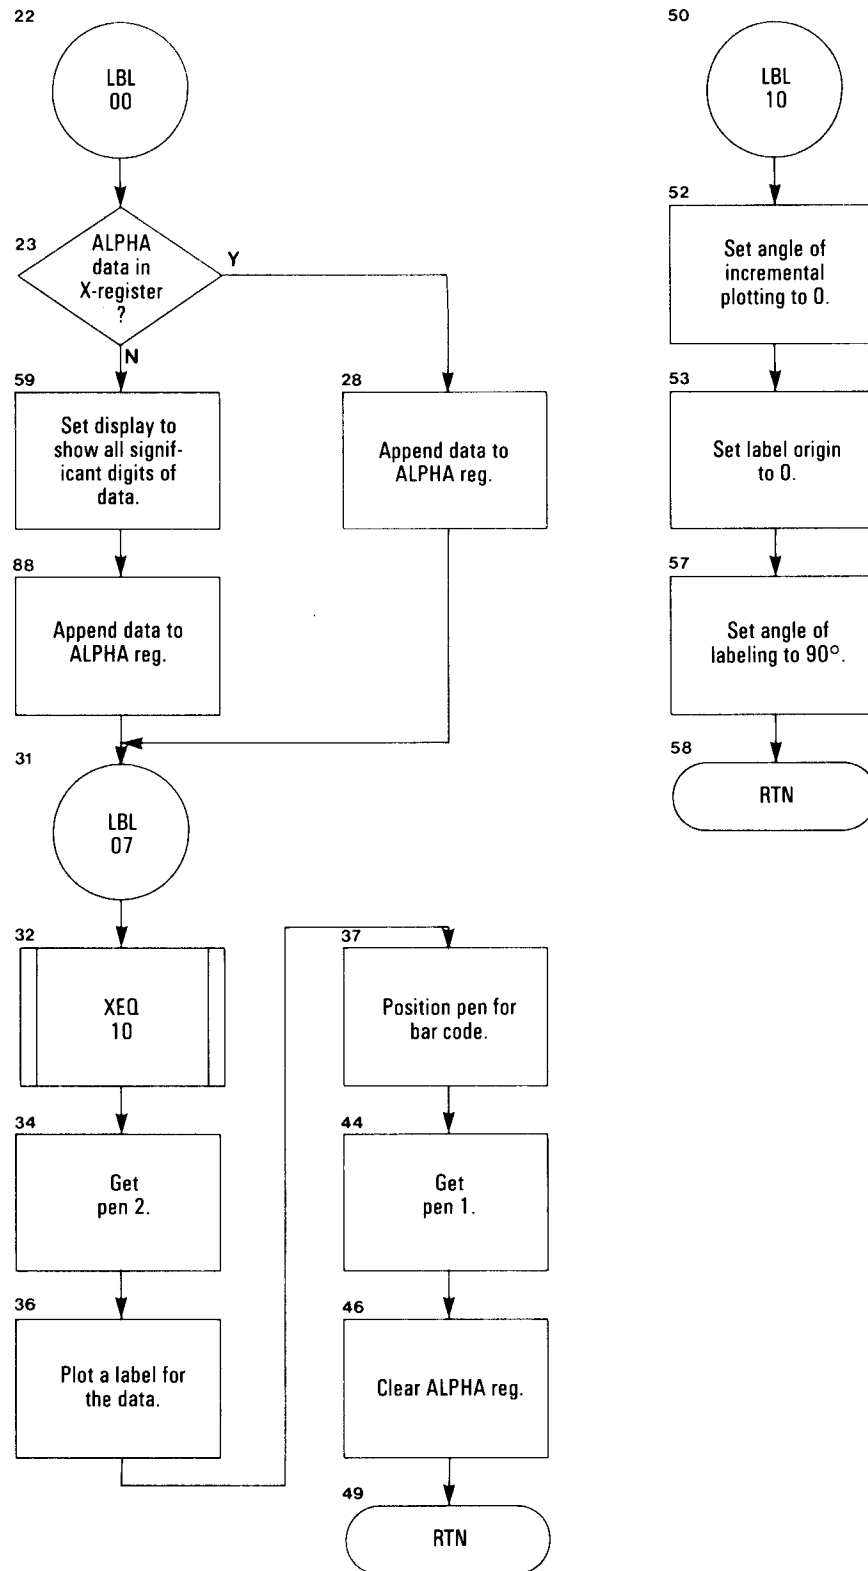 22
LBL
00
23
ALPHA
data in
X-register
?
Y
N
59
Set display to
show all signif-
icant digits of
data.
28
Append data to
ALPHA reg.
88
Append data to
ALPHA reg.
31
LBL
07
32
XEQ
10
34
Get
pen 2.
36
Plot a label for
the data.
37
Position pen for
bar code.
44
Get
pen 1.
46
Clear ALPHA reg.
49
RTN
50
LBL
10
52
Set angle of
incremental
plotting to 0.
53
Set label origin
to 0.
57
Set angle of
labeling to 90°.
58
RTN